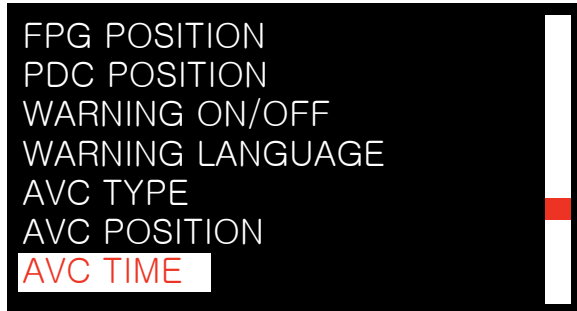 FPG POSITION
PDC POSITION
WARNING ON/OFF
WARNING LANGUAGE
AVC TYPE
AVC POSITION
AVC TIME